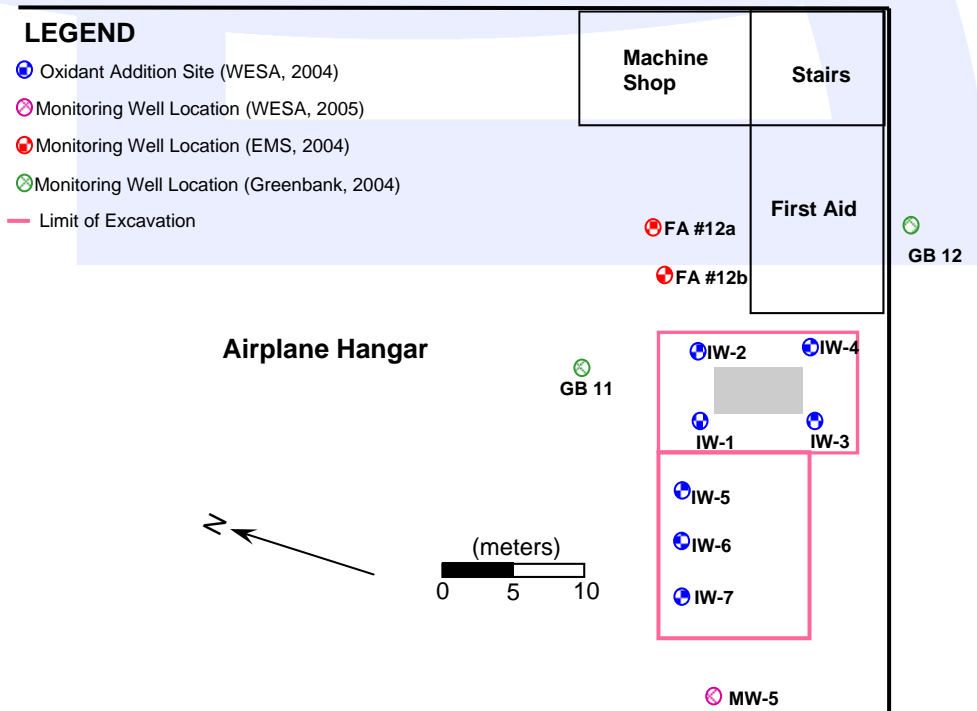 LEGEND
Oxidant Addition Site (WESA, 2004)
Monitoring Well Location (WESA, 2005)
Monitoring Well Location (EMS, 2004)
Monitoring Well Location (Greenbank, 2004)
Limit of Excavation
Machine
Shop
Stairs
First Aid
FA #12a
GB 12
FA #12b
Airplane Hangar
IW-2
IW-4
GB 11
IW-1
IW-3
IW-5
N
IW-6
(meters)
0 5 10
IW-7
MW-5